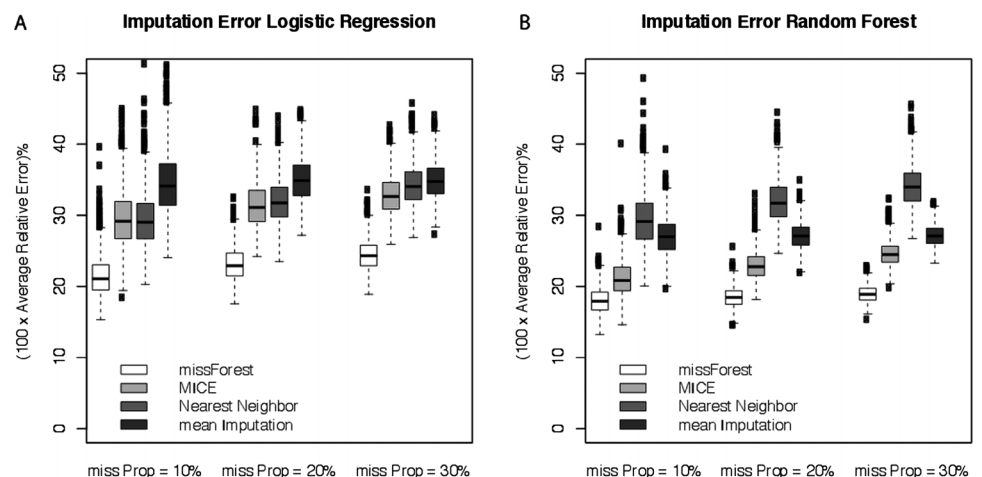 A
Imputation Error Logistic Regression
(100 x Average Relative Error)%
50
40
30
20
10
0
missForest
MICE
Nearest Neighbor
mean Imputation
miss Prop = 10%
miss Prop = 20%
miss Prop = 30%
B
Imputation Error Random Forest
(100 x Average Relative Error)%
50
40
30
20
10
0
missForest
MICE
Nearest Neighbor
mean Imputation
miss Prop = 10%
miss Prop = 20%
miss Prop = 30%